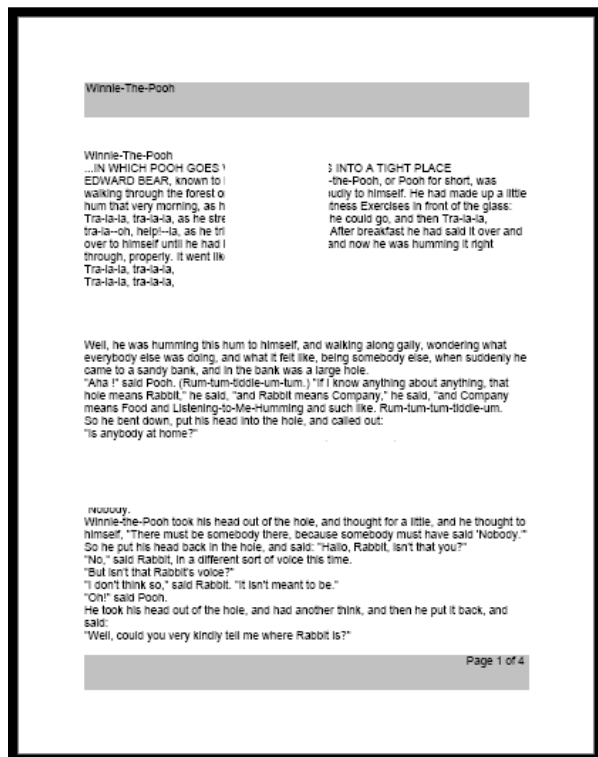 Winnie-The-Pooh
Winnie-The-Pooh
...IN WHICH POOH GOES S INTO A TIGHT PLACE
EDWARD BEAR, known to -the-Pooh, or Pooh for short, was
walking through the forest to himself. He had made up a little
hum that very morning, as Exercises in front of the glass:
Tra-la-la, tra-la-la, as he he could go, and then Tra-la-la,
tra-la--oh, help!--la, as he After breakfast he had said it over and
over to himself until he had and now he was humming it right
through, properly. It went
Tra-la-la, tra-la-la,
Tra-la-la, tra-la-la,
Well, he was humming this hum to himself, and walking along gaily, wondering what
everybody else was doing, and what it felt like, being somebody else, when suddenly he
came to a sandy bank, and in the bank was a large hole.
"Aha !" said Pooh. (Rum-tum-tiddle-um-tum.) "If I know anything about anything, that
hole means Rabbit," he said, "and Rabbit means Company," he said, "and Company
means Food and Listening-to-Me-Humming and such like. Rum-tum-tum-tiddle-um.
So he bent down, put his head into the hole, and called out:
"Is anybody at home?"
"Nobody.
Winnie-the-Pooh took his head out of the hole, and thought for a little, and he thought to
himself, "There must be somebody there, because somebody must have said 'Nobody.'"
So he put his head back in the hole, and said: "Hallo, Rabbit, isn't that you?"
"No," said Rabbit, in a different sort of voice this time.
"But isn't that Rabbit's voice?"
"I don't think so," said Rabbit. "It isn't meant to be."
"Oh!" said Pooh.
He took his head out of the hole, and had another think, and then he put it back, and
said:
"Well, could you very kindly tell me where Rabbit is?"
Page 1 of 4